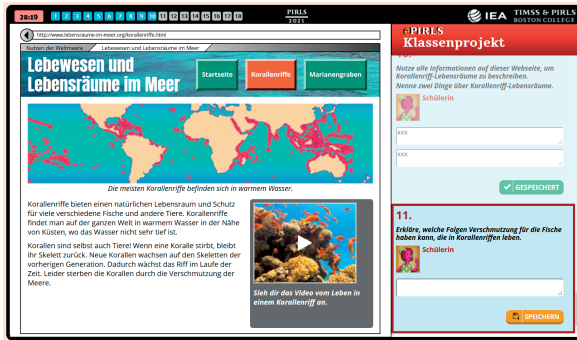 28:19
1 2 3 4 5 6 7 8 9 10 11 12 13 14 15 16 17 18
PIRLS
2021
IEA
TIMSS & PIRLS
BOSTON COLLEGE
http://www.lebensräume-im-meer.org/korallenriffe.html
Nutzen der Weltmeere
Lebewesen und Lebensräume im Meer
Lebewesen und
Lebensräume im Meer
Startseite
Korallenriffe
Marianengraben
Die meisten Korallenriffe befinden sich in warmem Wasser.
Korallenriffe bieten einen natürlichen Lebensraum und Schutz
für viele verschiedene Fische und andere Tiere. Korallenriffe
findet man auf der ganzen Welt in warmem Wasser in der Nähe
von Küsten, wo das Wasser nicht sehr tief ist.
Korallen sind selbst auch Tiere! Wenn eine Koralle stirbt, bleibt
ihr Skelett zurück. Neue Korallen wachsen auf den Skeletten der
vorherigen Generation. Dadurch wächst das Riff im Laufe der
Zeit. Leider sterben die Korallen durch die Verschmutzung der
Meere.
Sieh dir das Video vom Leben in
einem Korallenriff an.
ePIRLS
Klassenprojekt
Nutze alle Informationen auf dieser Webseite, um
Korallenriff-Lebensräume zu beschreiben.
Nenne zwei Dinge über Korallenriff-Lebensräume.
Schülerin
xxx
xxx
GESPEICHERT
11.
Erkläre, welche Folgen Verschmutzung für die Fische
haben kann, die in Korallenriffen leben.
Schülerin
SPEICHERN